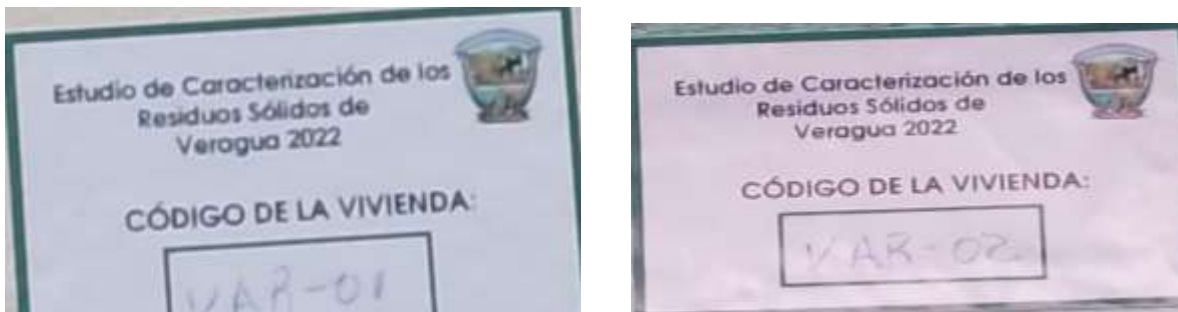 Estudio de Caracterización de los
Residuos Sólidos de
Veragua 2022
CÓDIGO DE LA VIVIENDA:
VAR-01
Estudio de Caracterización de los
Residuos Sólidos de
Veragua 2022
CÓDIGO DE LA VIVIENDA:
VAR-02